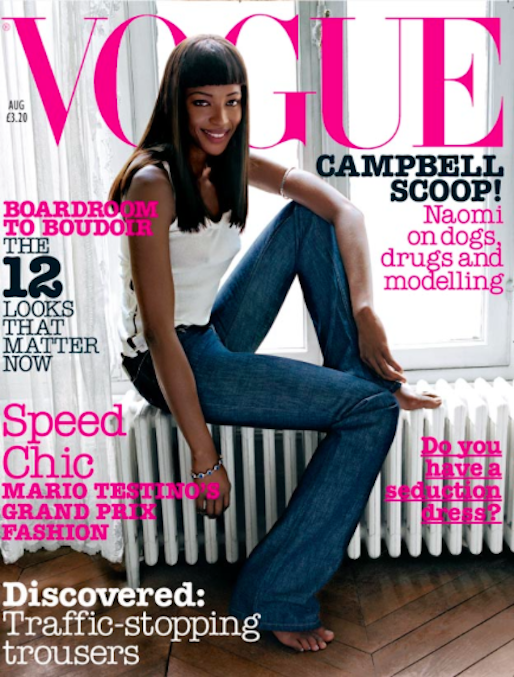 VOGUE
®
AUG
£3.20
CAMPBELL
SCOOP!
Naomi
on dogs,
drugs and
modelling
BOARDROOM
TO BOUDOIR
THE
12
LOOKS
THAT
MATTER
NOW
Speed
Chic
MARIO TESTINO'S
GRAND PRIX
FASHION
Do you
have a
seduction
dress?
Discovered:
Traffic-stopping
trousers